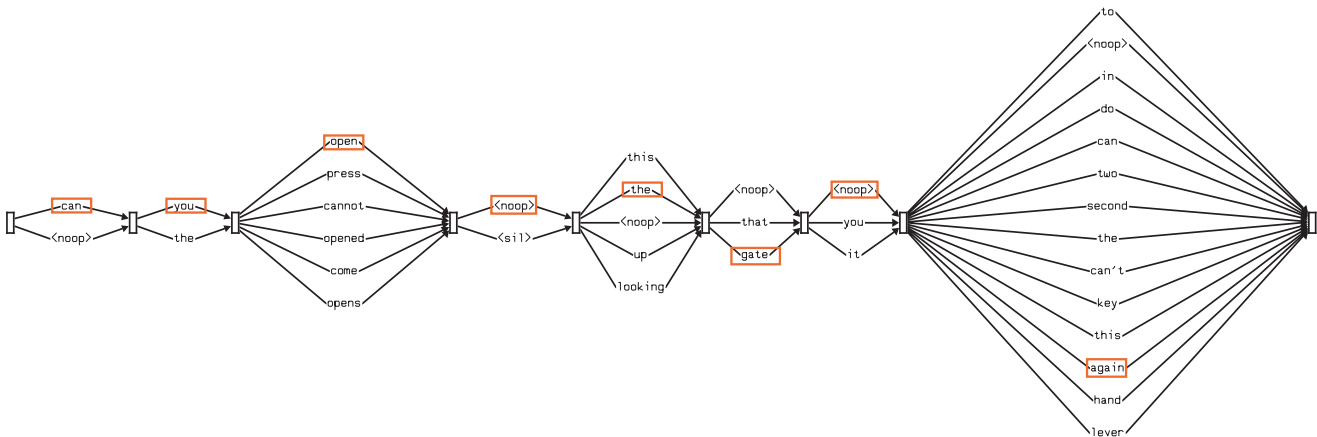 can
<noop>
you
the
open
press
cannot
opened
come
opens
<noop>
<sil>
this
the
<noop>
up
looking
<noop>
that
gate
<noop>
you
it
to
<noop>
in
do
can
two
second
the
can't
key
this
again
hand
lever